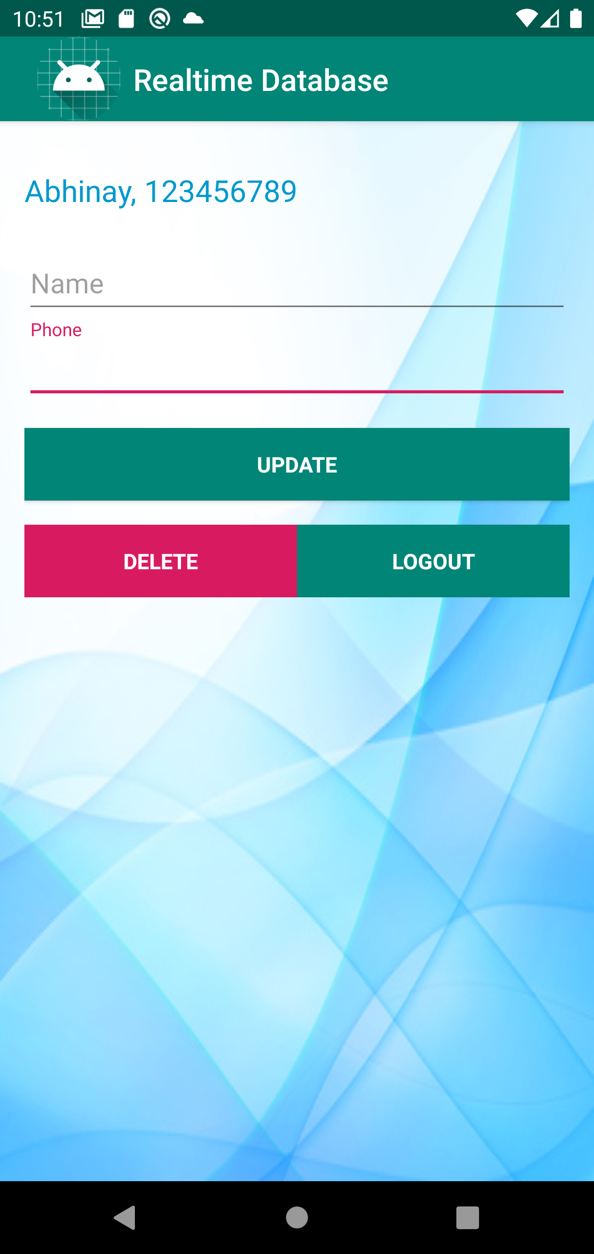 10:51
Realtime Database
Abhinay, 123456789
Name
Phone
UPDATE
DELETE LOGOUT